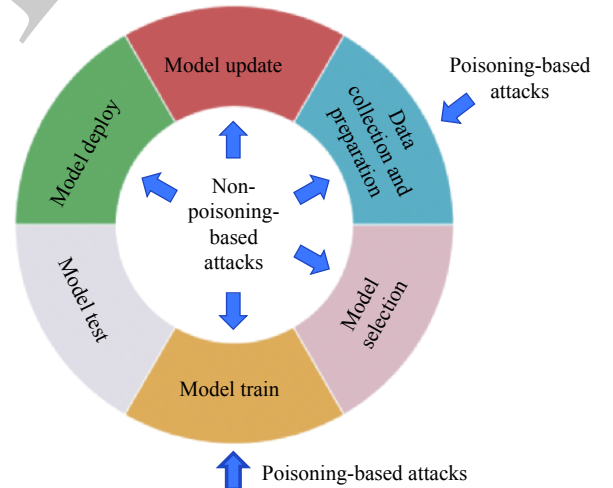 Model update
Poisoning-based
attacks
Data
collection and
preparation
Model deploy
Non-
poisoning-
based
attacks
Model test
Model
selection
Model train
Poisoning-based attacks